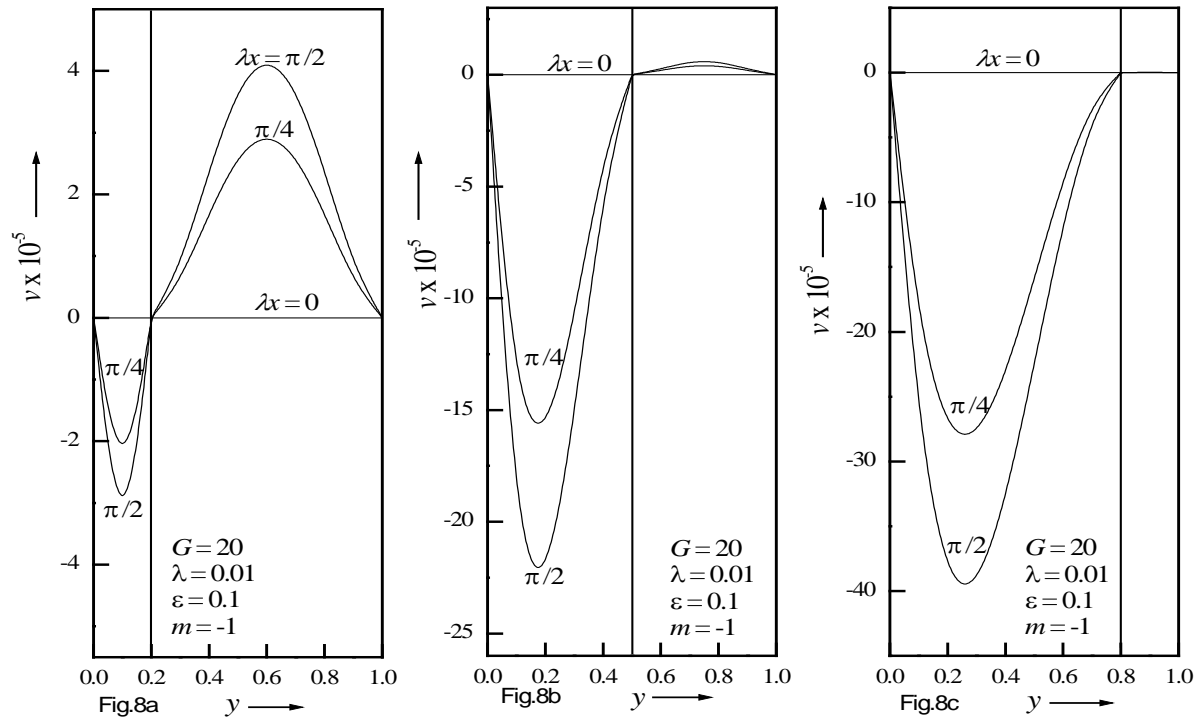 4
2
0
-2
-4
v x 10^-5
λx = π/2
π/4
λx = 0
π/4
π/2
G = 20
λ = 0.01
ε = 0.1
m = -1
0.0 0.2 0.4 0.6 0.8 1.0
Fig.8a
y
0
-5
-10
-15
-20
-25
v x 10^-5
λx = 0
π/4
π/2
G = 20
λ = 0.01
ε = 0.1
m = -1
0.0 0.2 0.4 0.6 0.8 1.0
Fig.8b
y
0
-10
-20
-30
-40
v x 10^-5
λx = 0
π/4
π/2
G = 20
λ = 0.01
ε = 0.1
m = -1
0.0 0.2 0.4 0.6 0.8 1.0
Fig.8c
y